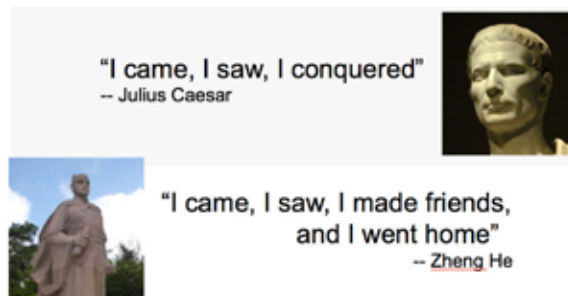 “I came, I saw, I conquered”
-- Julius Caesar
“I came, I saw, I made friends,
and I went home”
-- Zheng He